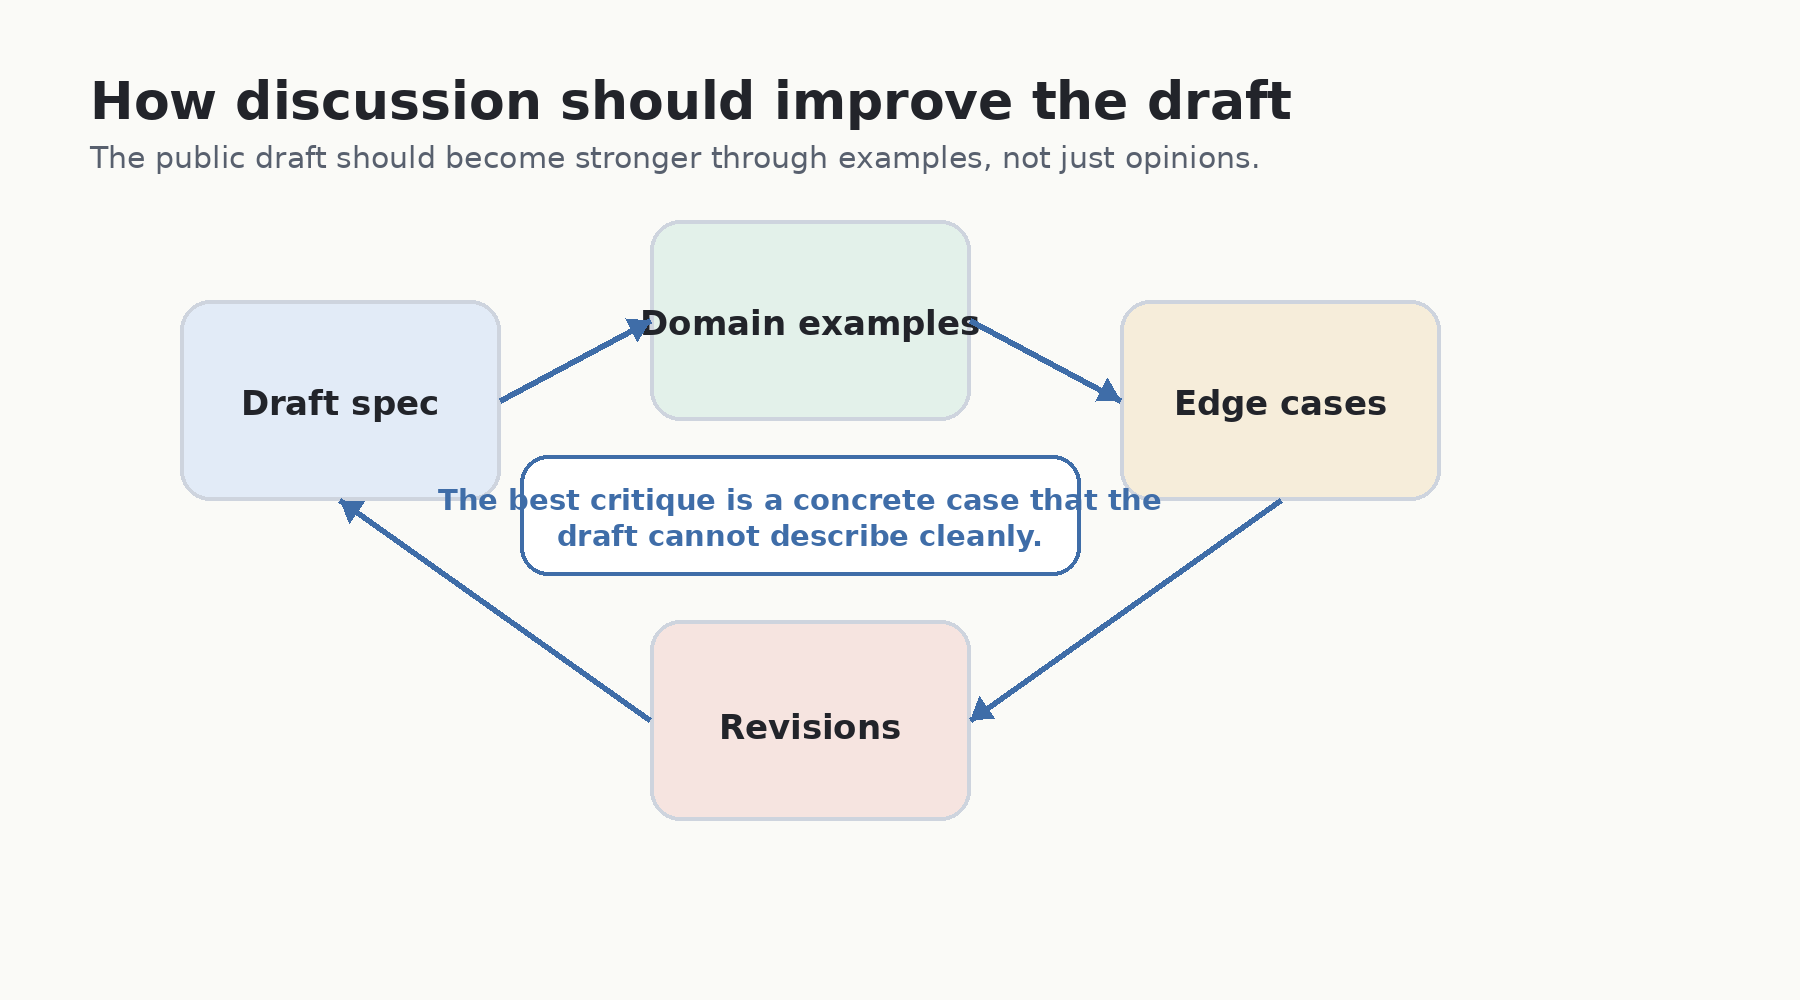 How discussion should improve the draft
The public draft should become stronger through examples, not just opinions.
Domain examples
Draft spec
Edge cases
The best critique is a concrete case that the
draft cannot describe cleanly.
Revisions